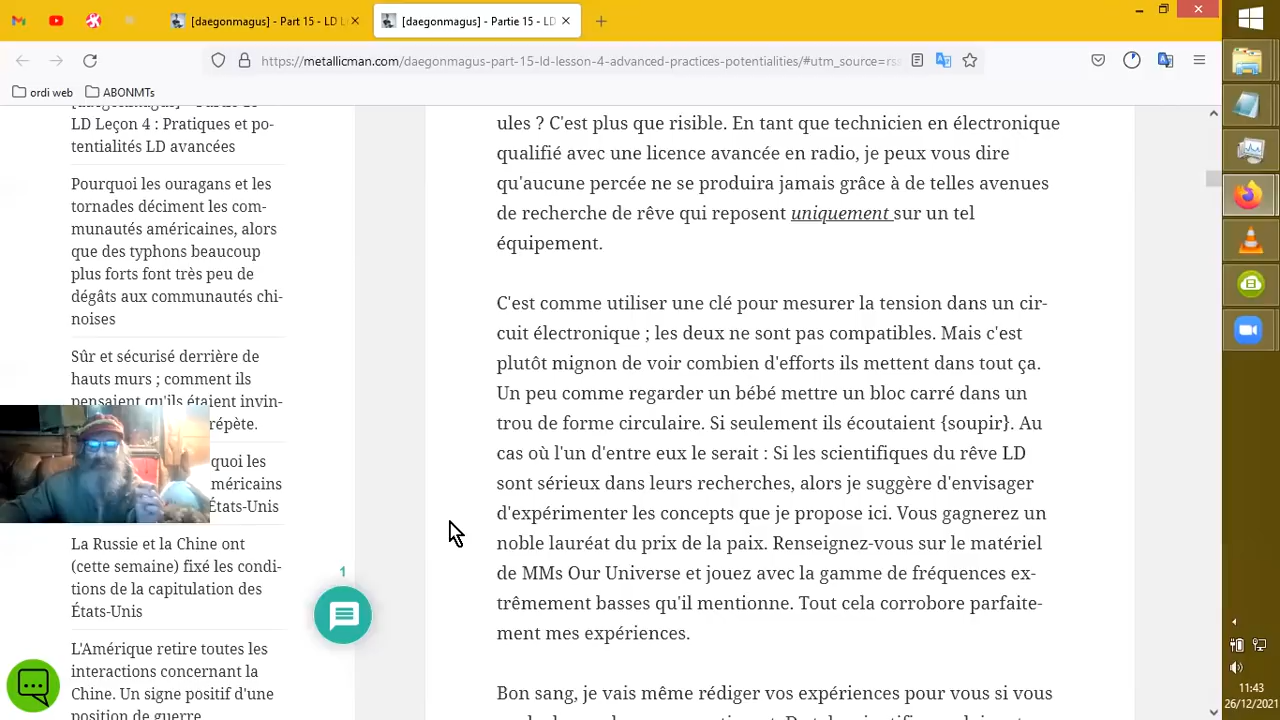 [daegonmagus] - Part 15 - LD L
[daegonmagus] - Partie 15 - LD
https://metallicman.com/daegonmagus-part-15-ld-lesson-4-advanced-practices-potentialities/#utm_source=rss
ordi web
ABONMTs
LD Leçon 4 : Pratiques et po-
tentialités LD avancées
Pourquoi les ouragans et les
tornades déciment les com-
munautés américaines, alors
que des typhons beaucoup
plus forts font très peu de
dégâts aux communautés chi-
noises
Sûr et sécurisé derrière de
hauts murs ; comment ils
pensaient qu'ils étaient invin-
répète.
quoi les
méricains
États-Unis
La Russie et la Chine ont
(cette semaine) fixé les condi-
tions de la capitulation des
États-Unis
L'Amérique retire toutes les
interactions concernant la
Chine. Un signe positif d'une
position de guerre
1
ules ? C'est plus que risible. En tant que technicien en électronique
qualifié avec une licence avancée en radio, je peux vous dire
qu'aucune percée ne se produira jamais grâce à de telles avenues
de recherche de rêve qui reposent uniquement sur un tel
équipement.
C'est comme utiliser une clé pour mesurer la tension dans un cir-
cuit électronique ; les deux ne sont pas compatibles. Mais c'est
plutôt mignon de voir combien d'efforts ils mettent dans tout ça.
Un peu comme regarder un bébé mettre un bloc carré dans un
trou de forme circulaire. Si seulement ils écoutaient {soupir}. Au
cas où l'un d'entre eux le serait : Si les scientifiques du rêve LD
sont sérieux dans leurs recherches, alors je suggère d'envisager
d'expérimenter les concepts que je propose ici. Vous gagnerez un
noble lauréat du prix de la paix. Renseignez-vous sur le matériel
de MMs Our Universe et jouez avec la gamme de fréquences ex-
trêmement basses qu'il mentionne. Tout cela corrobore parfaite-
ment mes expériences.
Bon sang, je vais même rédiger vos expériences pour vous si vous
11:43
26/12/2021